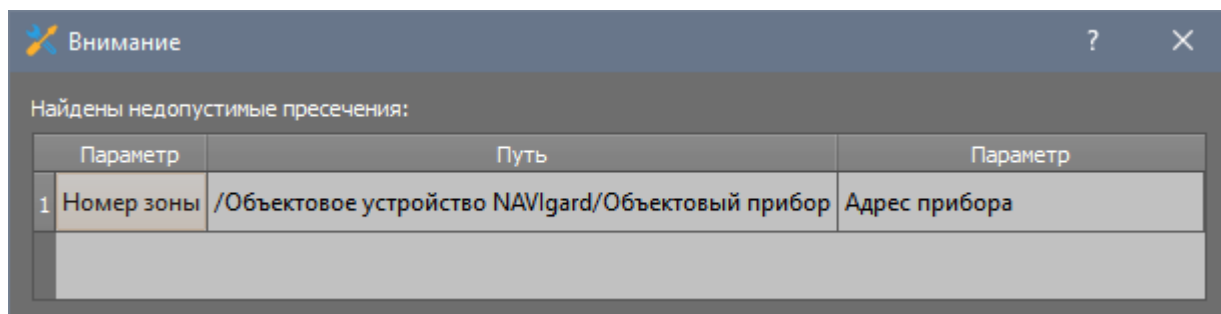 Внимание
?
Найдены недопустимые пресечения:
Параметр Путь Параметр
1 Номер зоны /Объектовое устройство NAVIgard/Объектовый прибор Адрес прибора